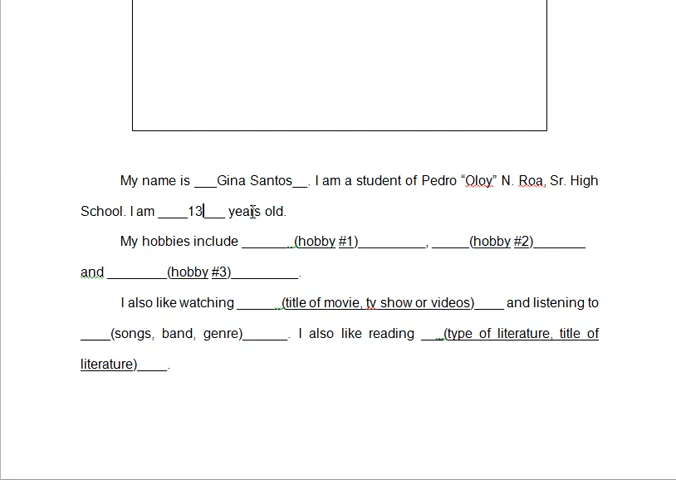 My name is ___Gina Santos__. I am a student of Pedro “Oloy” N. Roa, Sr. High
School. I am ____13___ years old.
My hobbies include ______(hobby #1)_________, _____(hobby #2)_______
and ________(hobby #3)_________.
I also like watching ______(title of movie, tv show or videos)____ and listening to
____(songs, band, genre)______. I also like reading ___(type of literature, title of
literature)____.